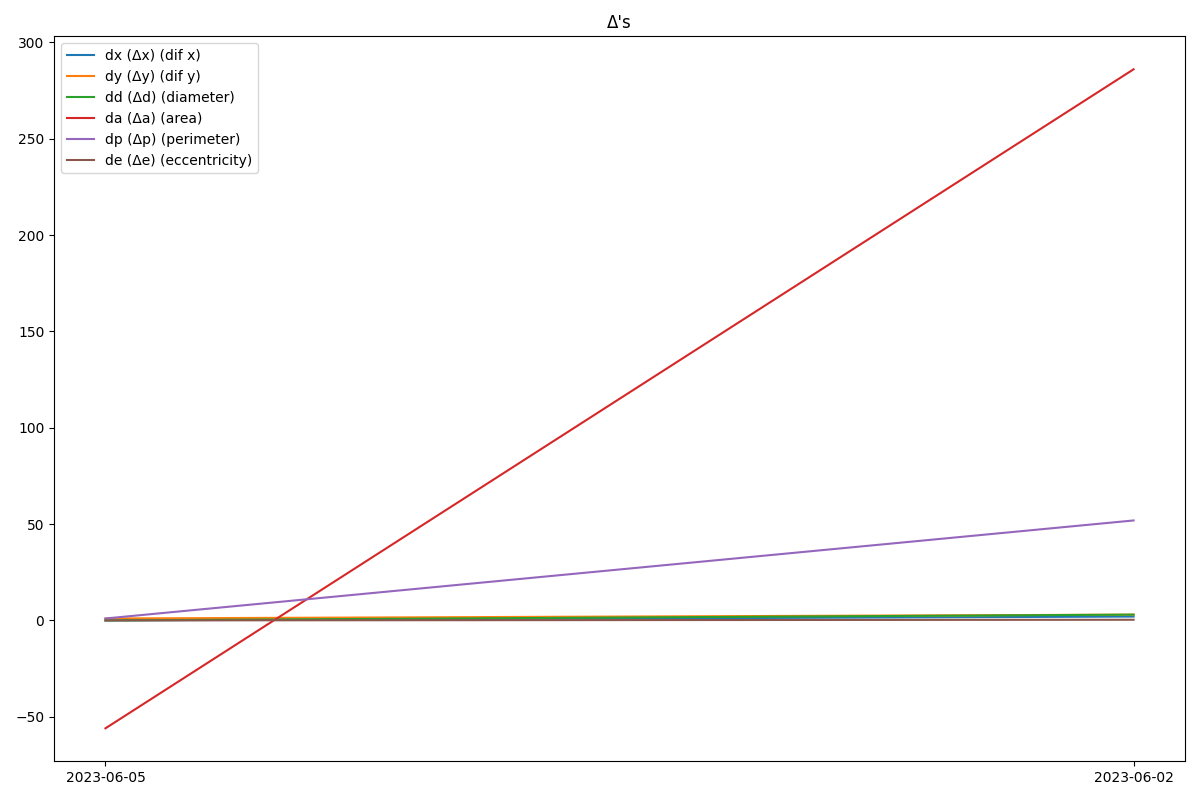 Δ's
300
250
200
150
100
50
0
−50
dx (Δx) (dif x)
dy (Δy) (dif y)
dd (Δd) (diameter)
da (Δa) (area)
dp (Δp) (perimeter)
de (Δe) (eccentricity)
2023-06-05
2023-06-02